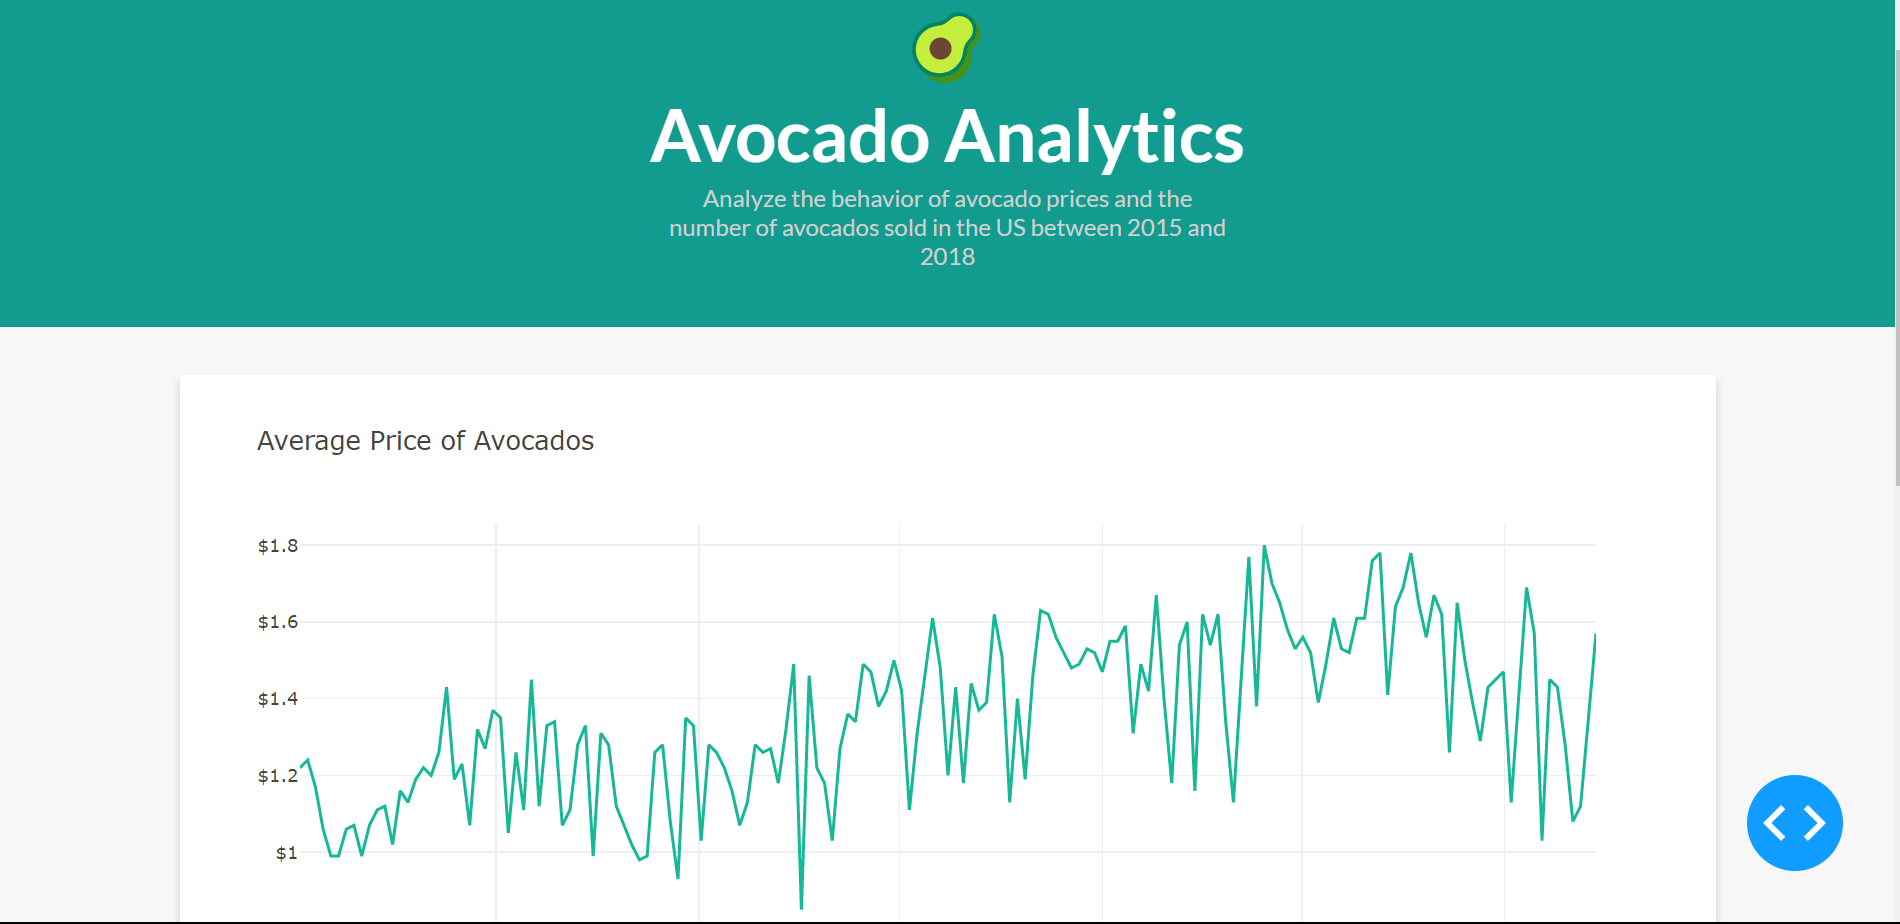 Avocado Analytics
Analyze the behavior of avocado prices and the
number of avocados sold in the US between 2015 and
2018
Average Price of Avocados
$1.8
$1.6
$1.4
$1.2
$1